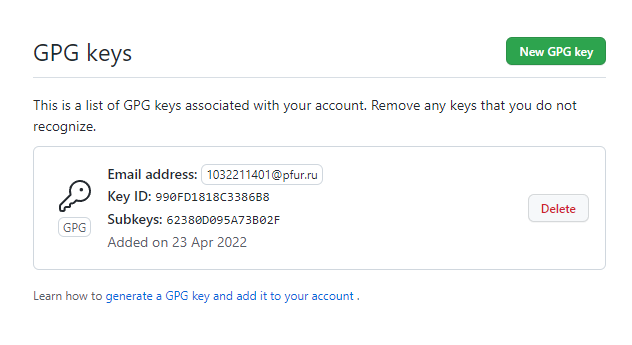 GPG keys
New GPG key
This is a list of GPG keys associated with your account. Remove any keys that you do not
recognize.
Email address: 1032211401@pfur.ru
Key ID: 990FD1818C3386B8
Subkeys: 62380D095A73B02F
Added on 23 Apr 2022
GPG
Delete
Learn how to generate a GPG key and add it to your account .